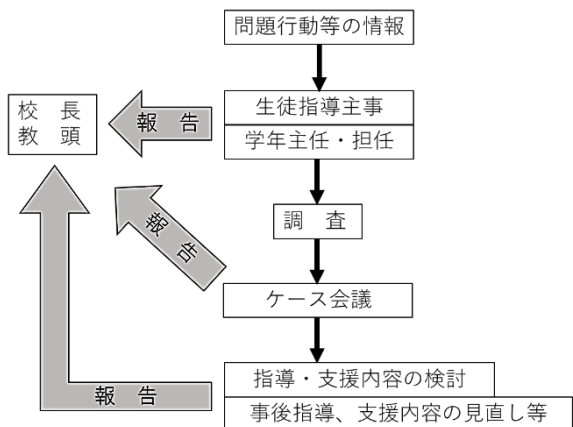 問題行動等の情報
生徒指導主事
学年主任・担任
校　長
教　頭
報　告
調　査
報　告
ケース会議
指導・支援内容の検討
事後指導、支援内容の見直し等
報　告